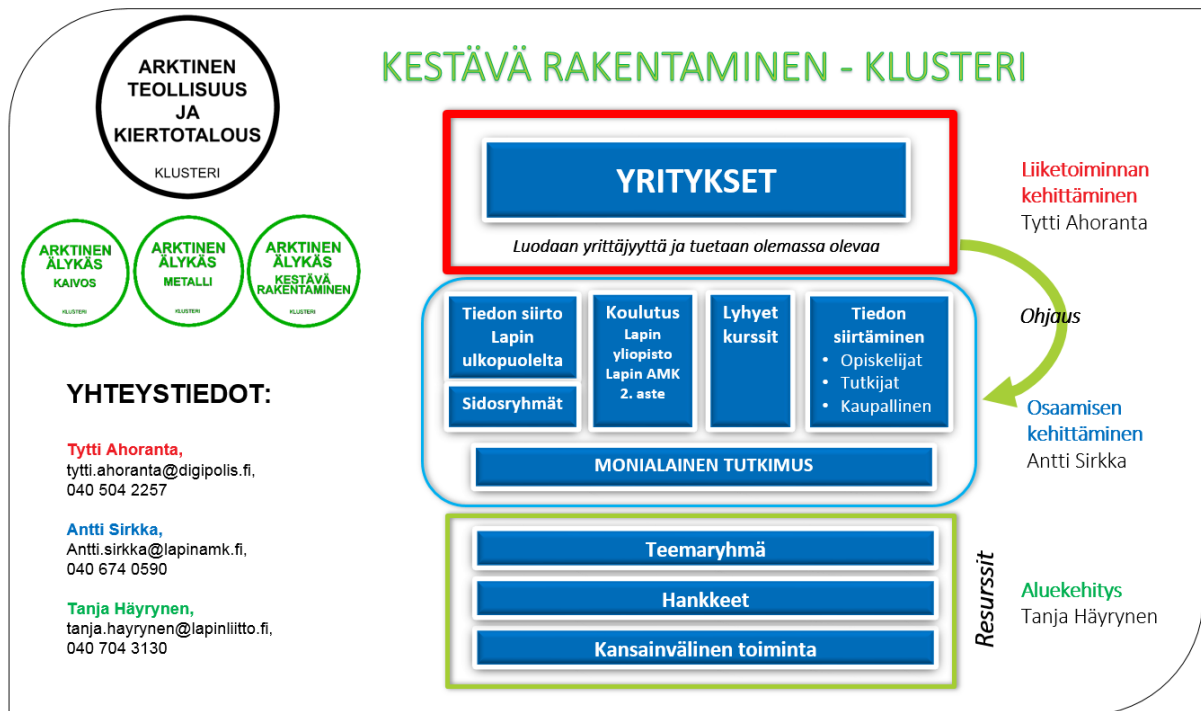 KESTÄVÄ RAKENTAMINEN - KLUSTERI
ARKTINEN
TEOLLISUUS
JA
KIERTOTALOUS
KLUSTERI
ARKTINEN
ÄLYKÄS
KAIVOS
KLUSTERI
ARKTINEN
ÄLYKÄS
METALLI
KLUSTERI
ARKTINEN
ÄLYKÄS
KESTÄVÄ
RAKENTAMINEN
KLUSTERI
YHTEYSTIEDOT:
Tytti Ahoranta,
tytti.ahoranta@digipolis.fi,
040 504 2257
Antti Sirkka,
Antti.sirkka@lapinamk.fi,
040 674 0590
Tanja Häyrynen,
tanja.hayrynen@lapinliitto.fi,
040 704 3130
YRITYKSET
Luodaan yrittäjyyttä ja tuetaan olemassa olevaa
Tiedon siirto
Lapin
ulkopuolelta
Sidosryhmät
Koulutus
Lapin
yliopisto
Lapin AMK
2. aste
Lyhyet
kurssit
Tiedon
siirtäminen
• Opiskelijat
• Tutkijat
• Kaupallinen
MONIALAINEN TUTKIMUS
Teemaryhmä
Hankkeet
Kansainvälinen toiminta
Resurssit
Liiketoiminnan
kehittäminen
Tytti Ahoranta
Ohjaus
Osaamisen
kehittäminen
Antti Sirkka
Aluekehitys
Tanja Häyrynen